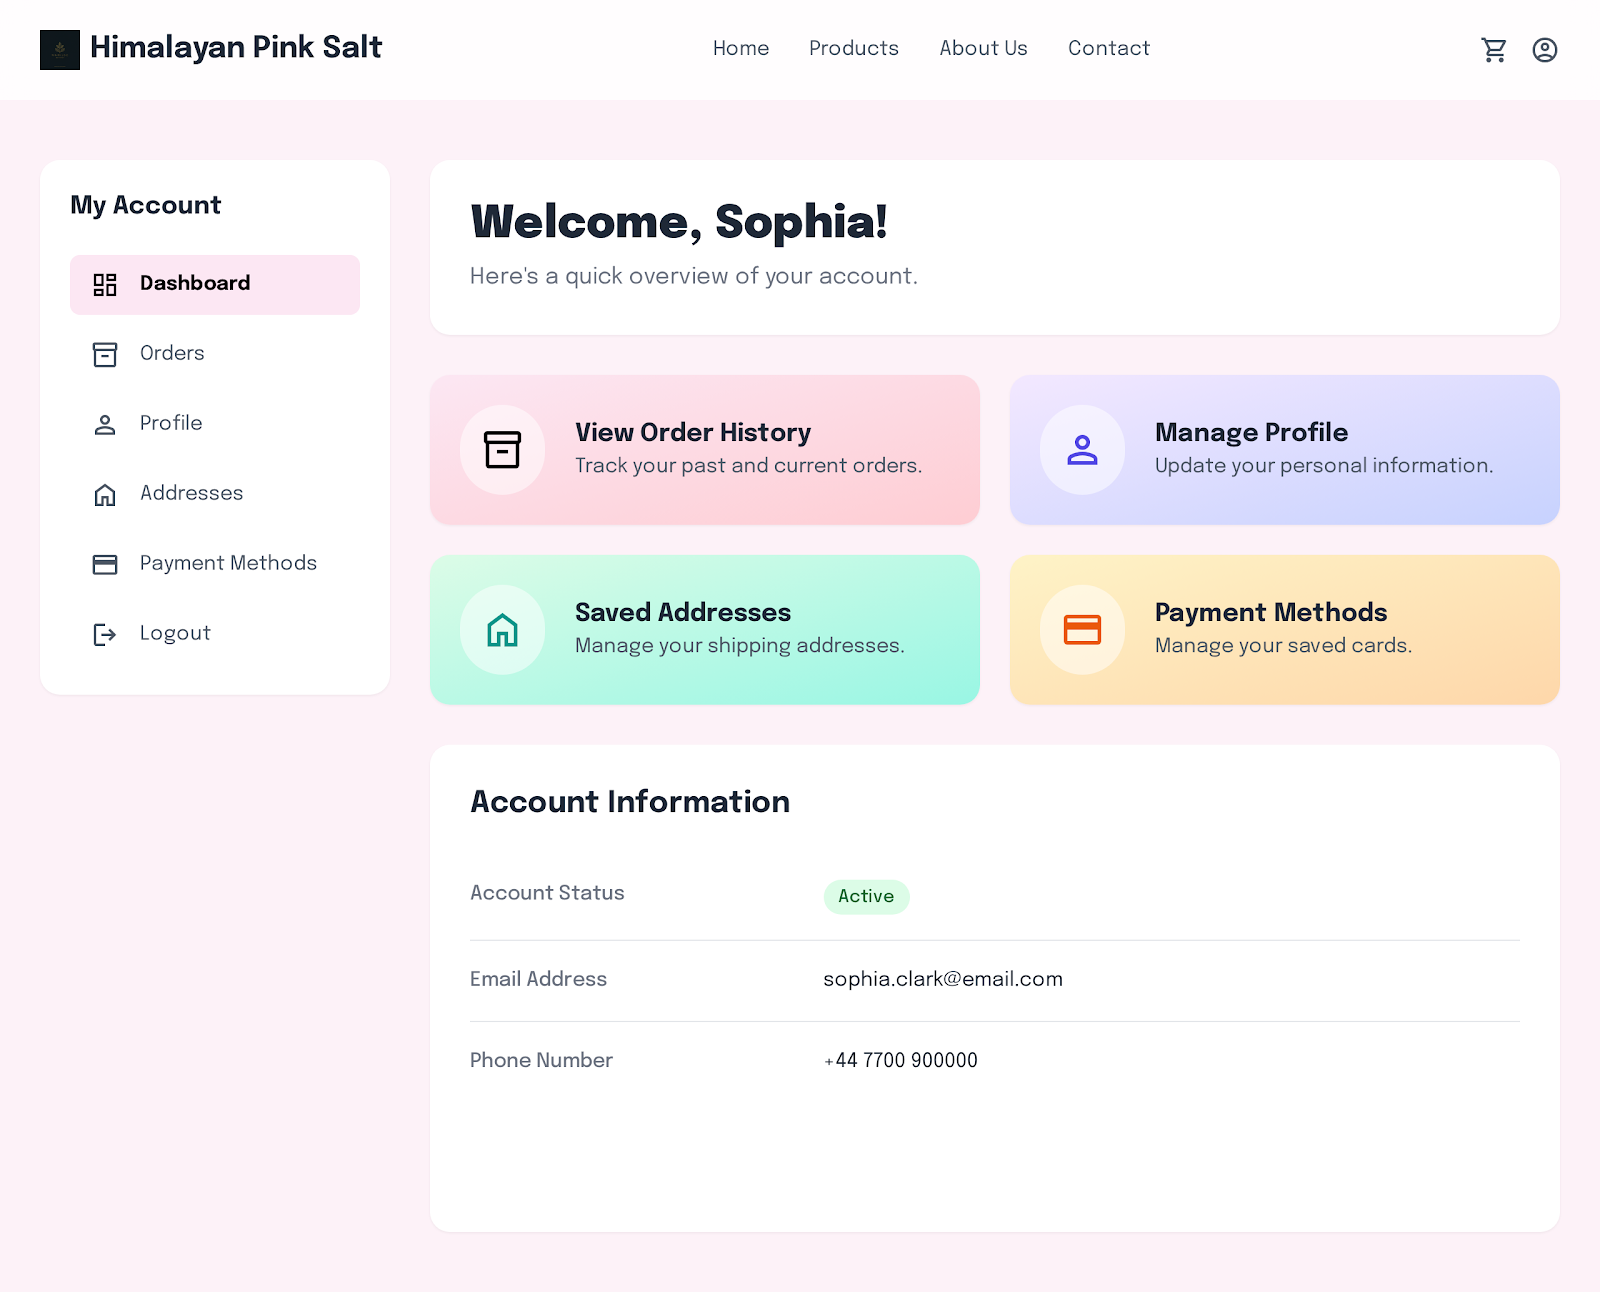 Himalayan Pink Salt
Home
Products
About Us
Contact
My Account
Dashboard
Orders
Profile
Addresses
Payment Methods
Logout
Welcome, Sophia!
Here's a quick overview of your account.
View Order History
Track your past and current orders.
Manage Profile
Update your personal information.
Saved Addresses
Manage your shipping addresses.
Payment Methods
Manage your saved cards.
Account Information
Account Status
Active
Email Address
sophia.clark@email.com
Phone Number
+44 7700 900000